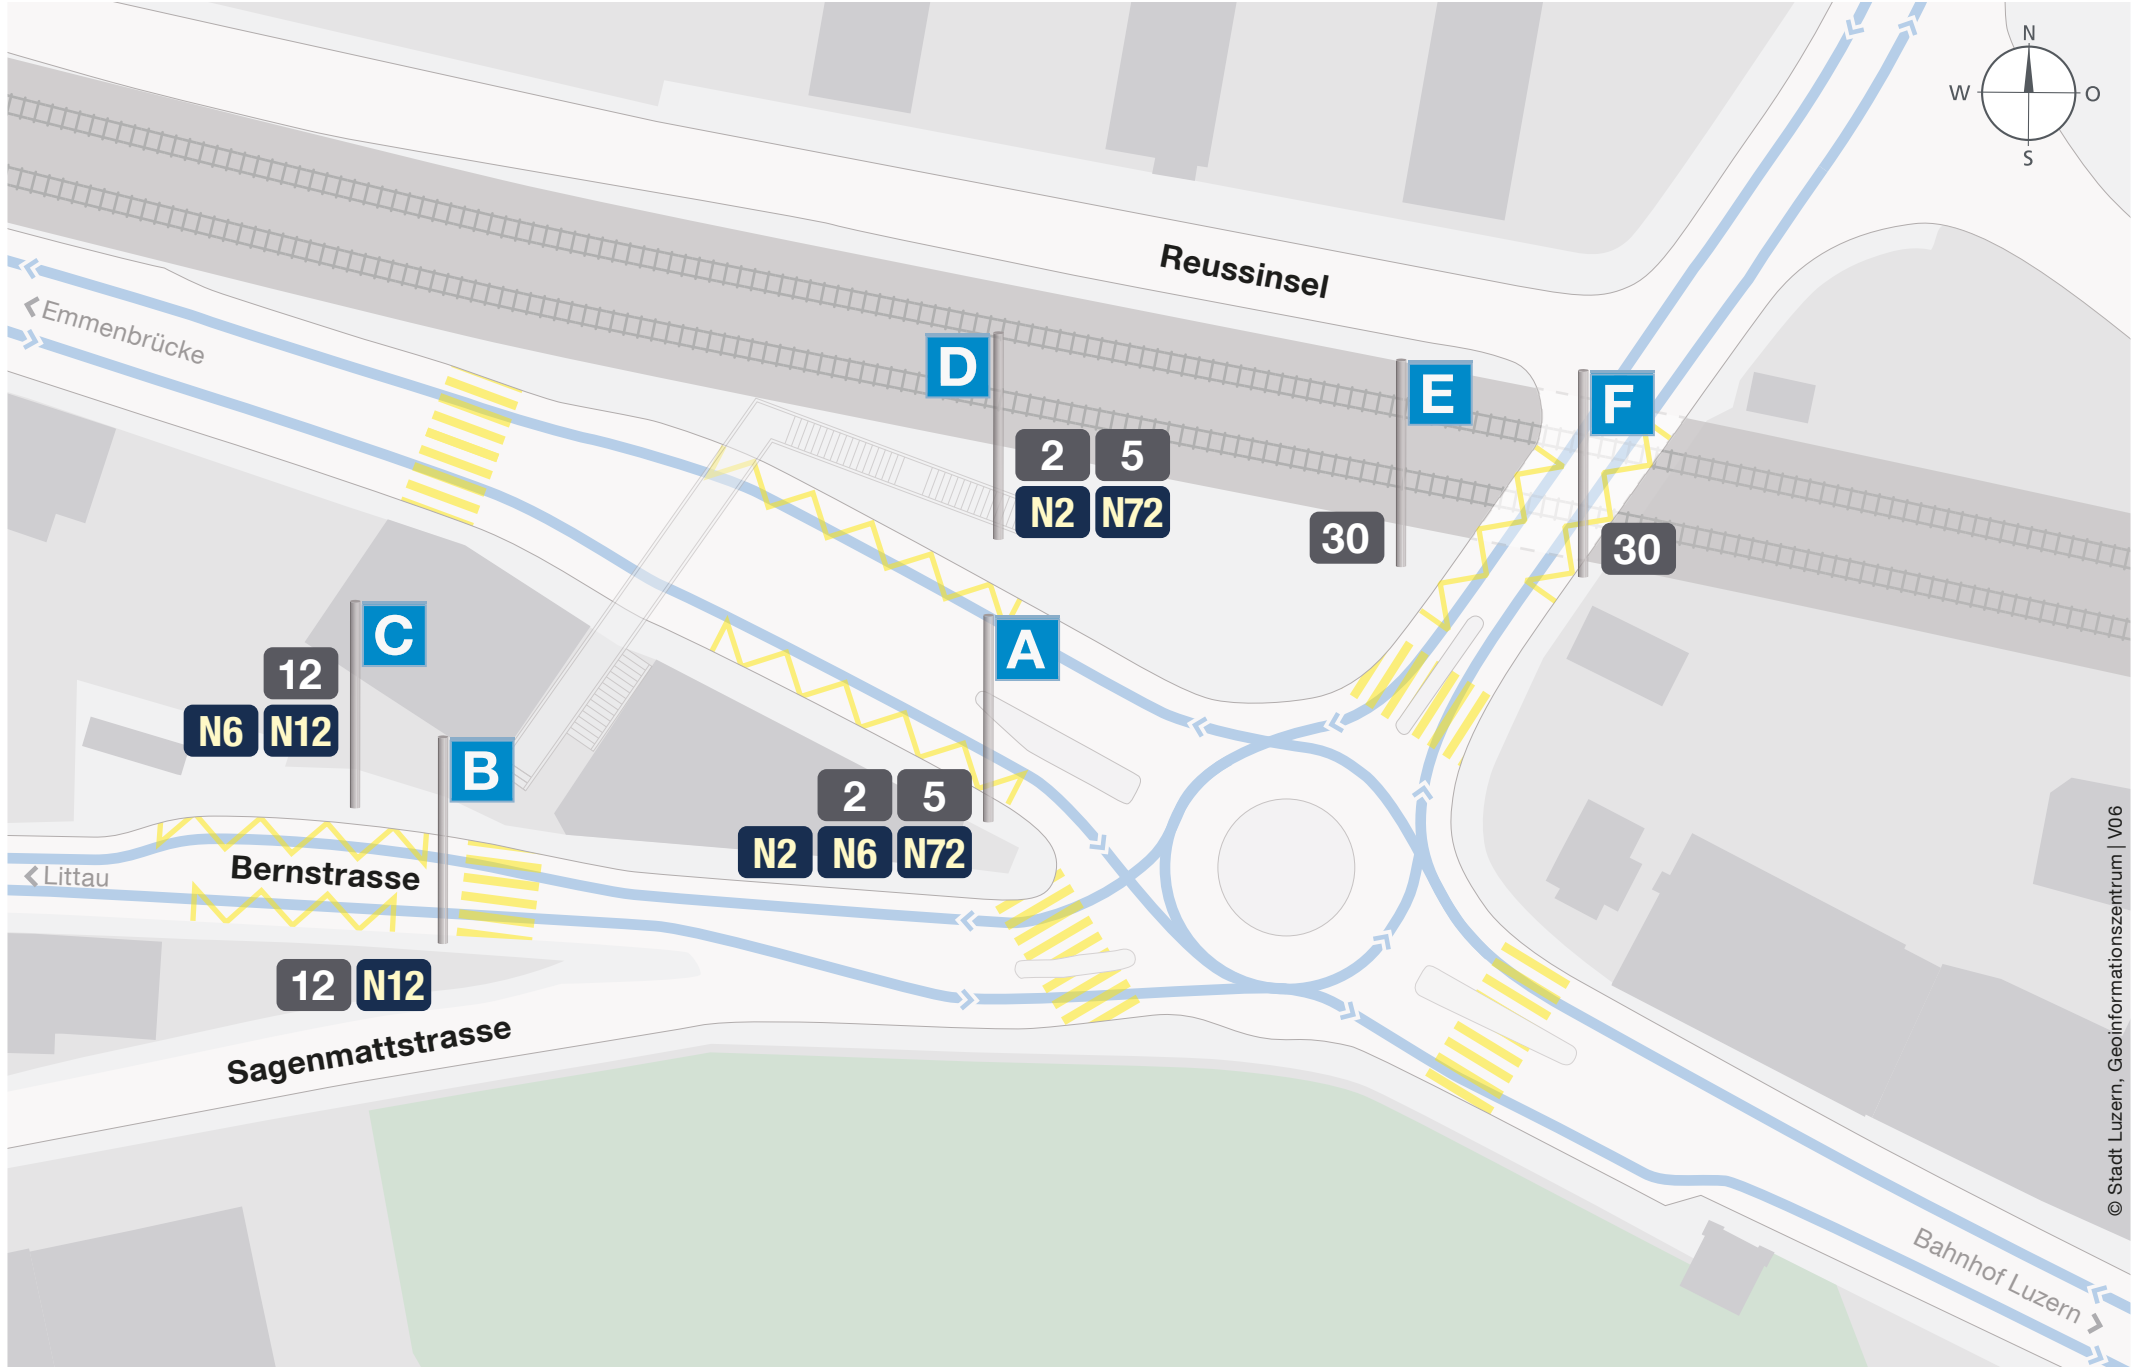 N
W O
S
Reussinsel
Emmenbrücke
D
2 5
N2 N72
E
30
F
30
C
12
N6 N12
A
2 5
N2 N6 N72
B
Bernstrasse
Littau
12 N12
Sagenmattstrasse
Bahnhof Luzern
© Stadt Luzern, Geoinformationszentrum | V06